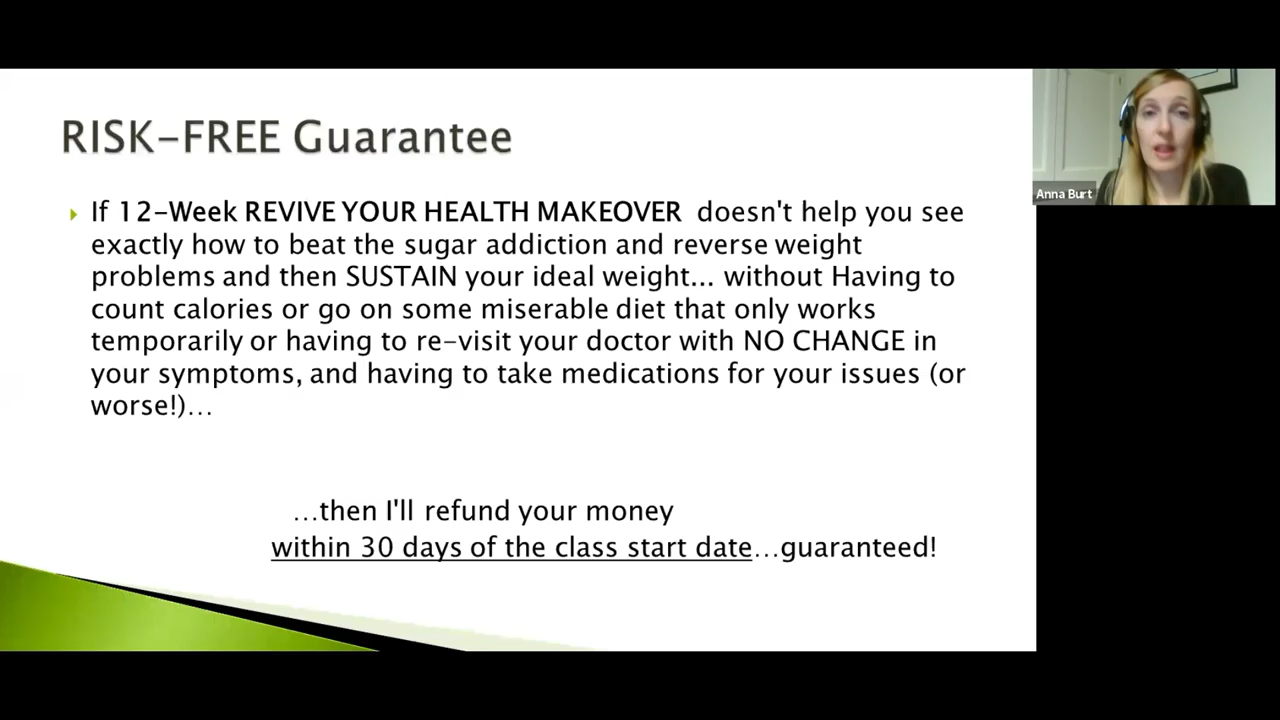 RISK-FREE Guarantee
If 12-Week REVIVE YOUR HEALTH MAKEOVER doesn't help you see
exactly how to beat the sugar addiction and reverse weight
problems and then SUSTAIN your ideal weight... without Having to
count calories or go on some miserable diet that only works
temporarily or having to re-visit your doctor with NO CHANGE in
your symptoms, and having to take medications for your issues (or
worse!)…
…then I'll refund your money
within 30 days of the class start date…guaranteed!
Anna Burt